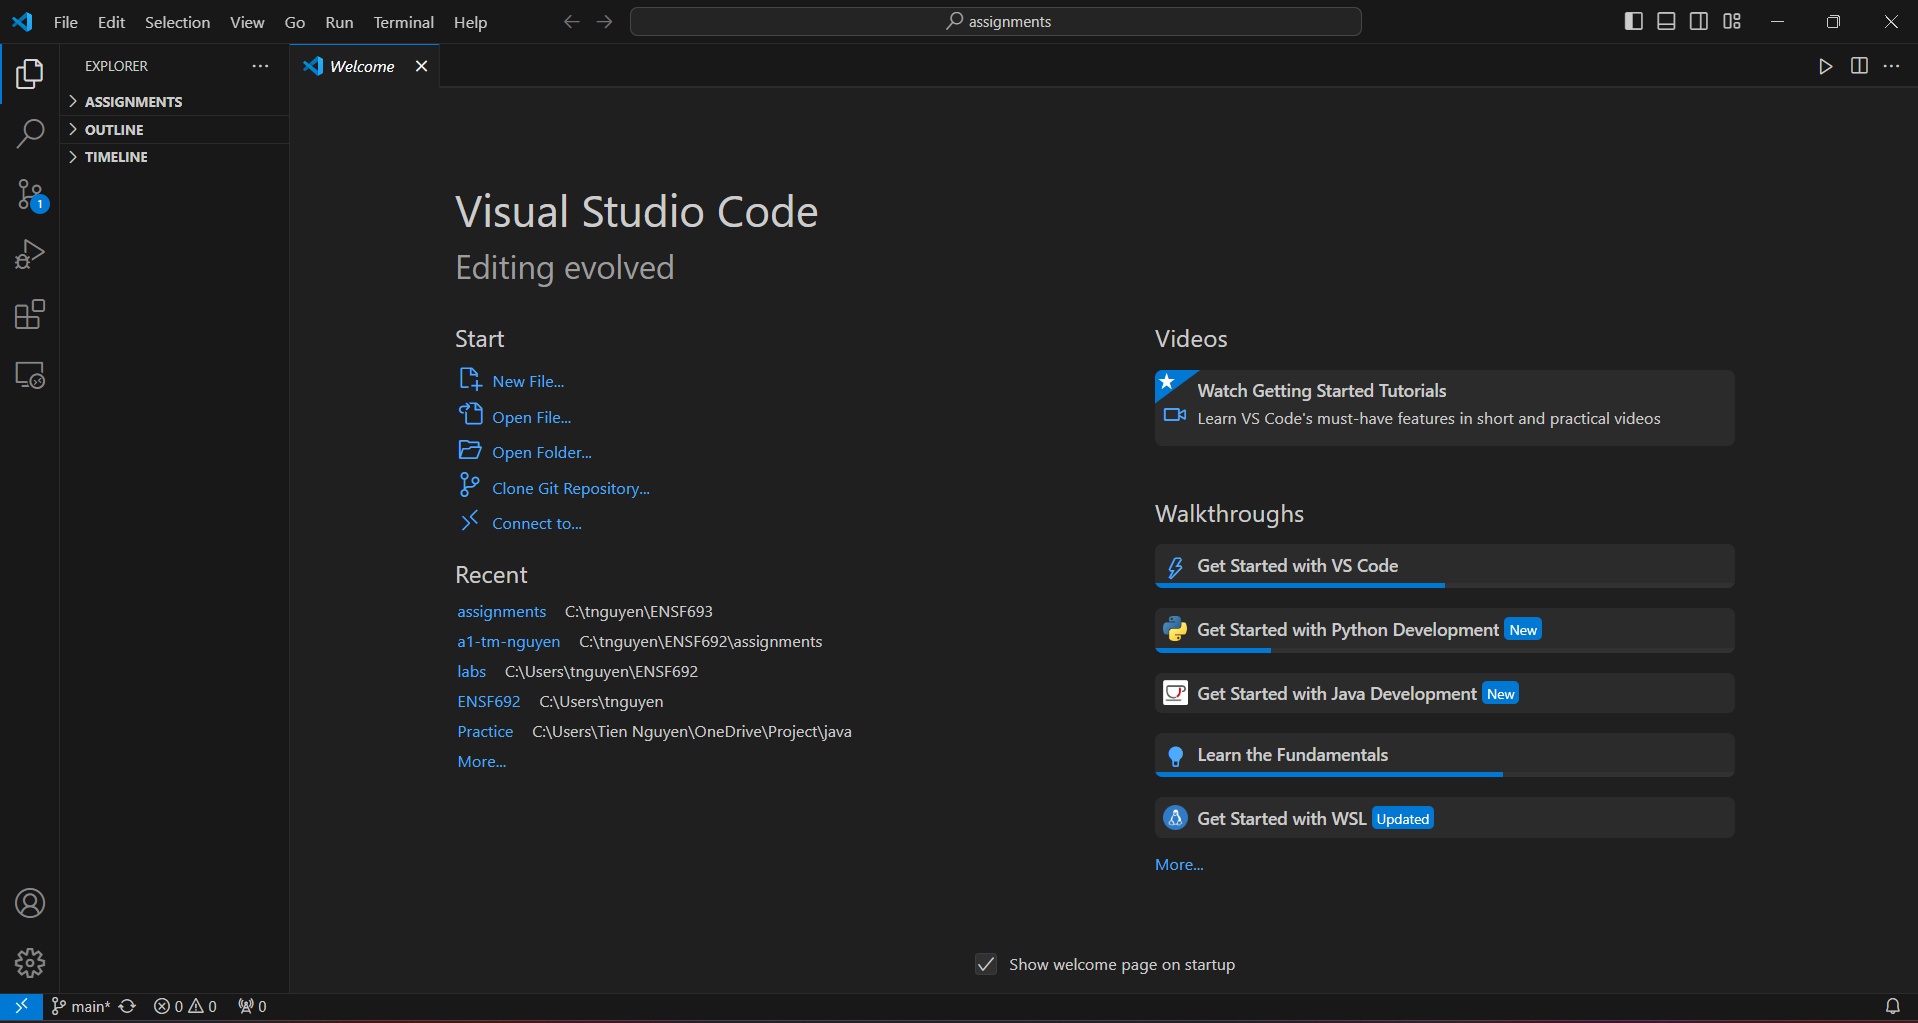 File Edit Selection View Go Run Terminal Help
assignments
EXPLORER
ASSIGNMENTS
OUTLINE
TIMELINE
1
Welcome
Visual Studio Code
Editing evolved
Start
New File...
Open File...
Open Folder...
Clone Git Repository...
Connect to...
Recent
assignments C:\tnguyen\ENSF693
a1-tm-nguyen C:\tnguyen\ENSF692\assignments
labs C:\Users\tnguyen\ENSF692
ENSF692 C:\Users\tnguyen
Practice C:\Users\Tien Nguyen\OneDrive\Project\java
More...
Videos
Watch Getting Started Tutorials
Learn VS Code's must-have features in short and practical videos
Walkthroughs
Get Started with VS Code
Get Started with Python Development New
Get Started with Java Development New
Learn the Fundamentals
Get Started with WSL Updated
More...
Show welcome page on startup
main* 0 0 0